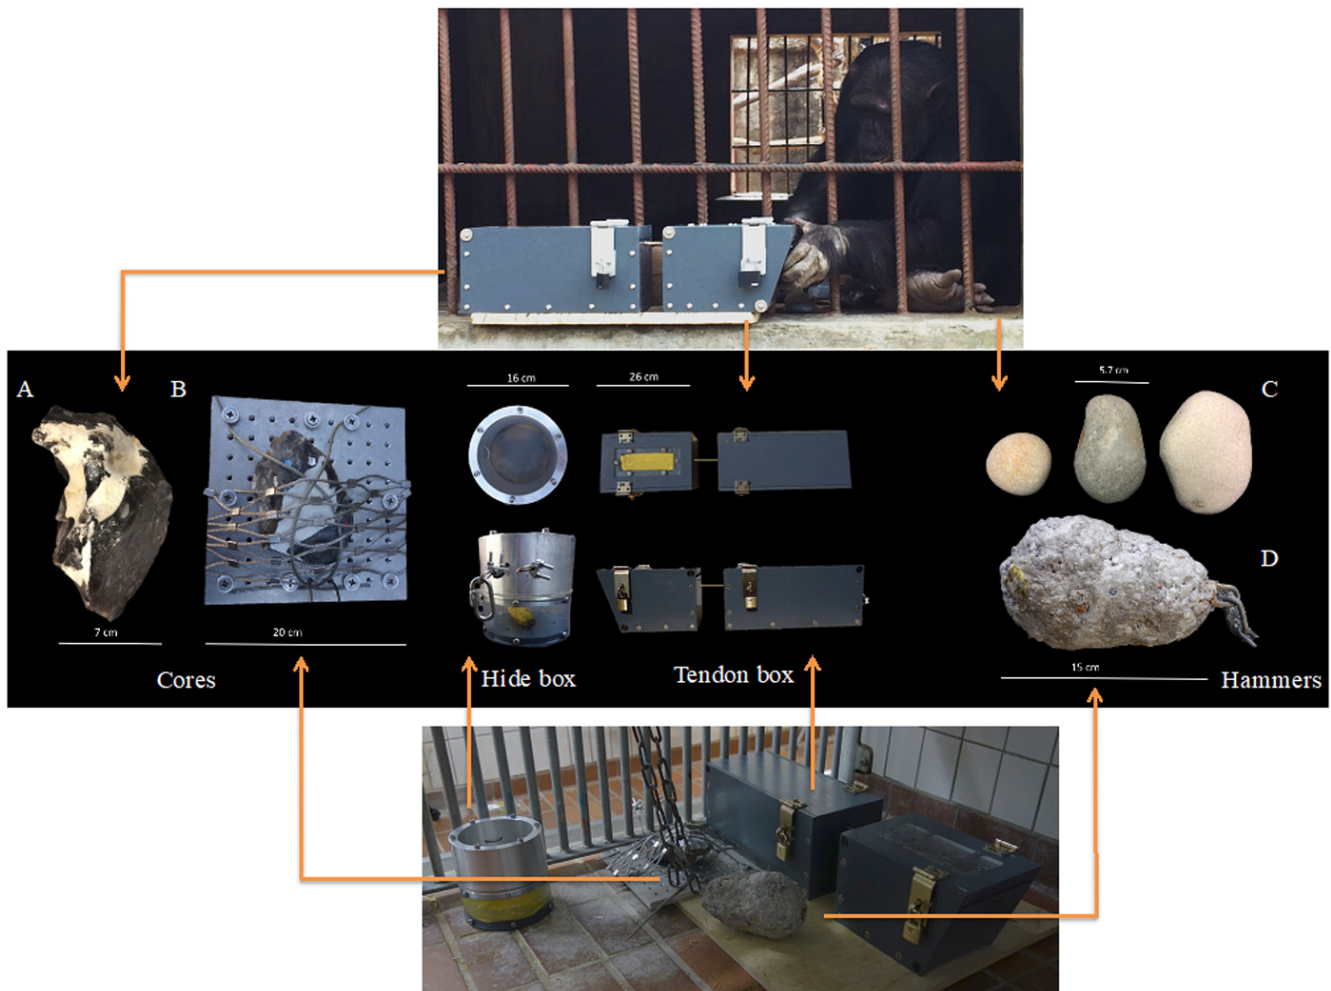 A
B
16 cm
26 cm
5.7 cm
C
D
7 cm
20 cm
15 cm
Cores
Hide box
Tendon box
Hammers